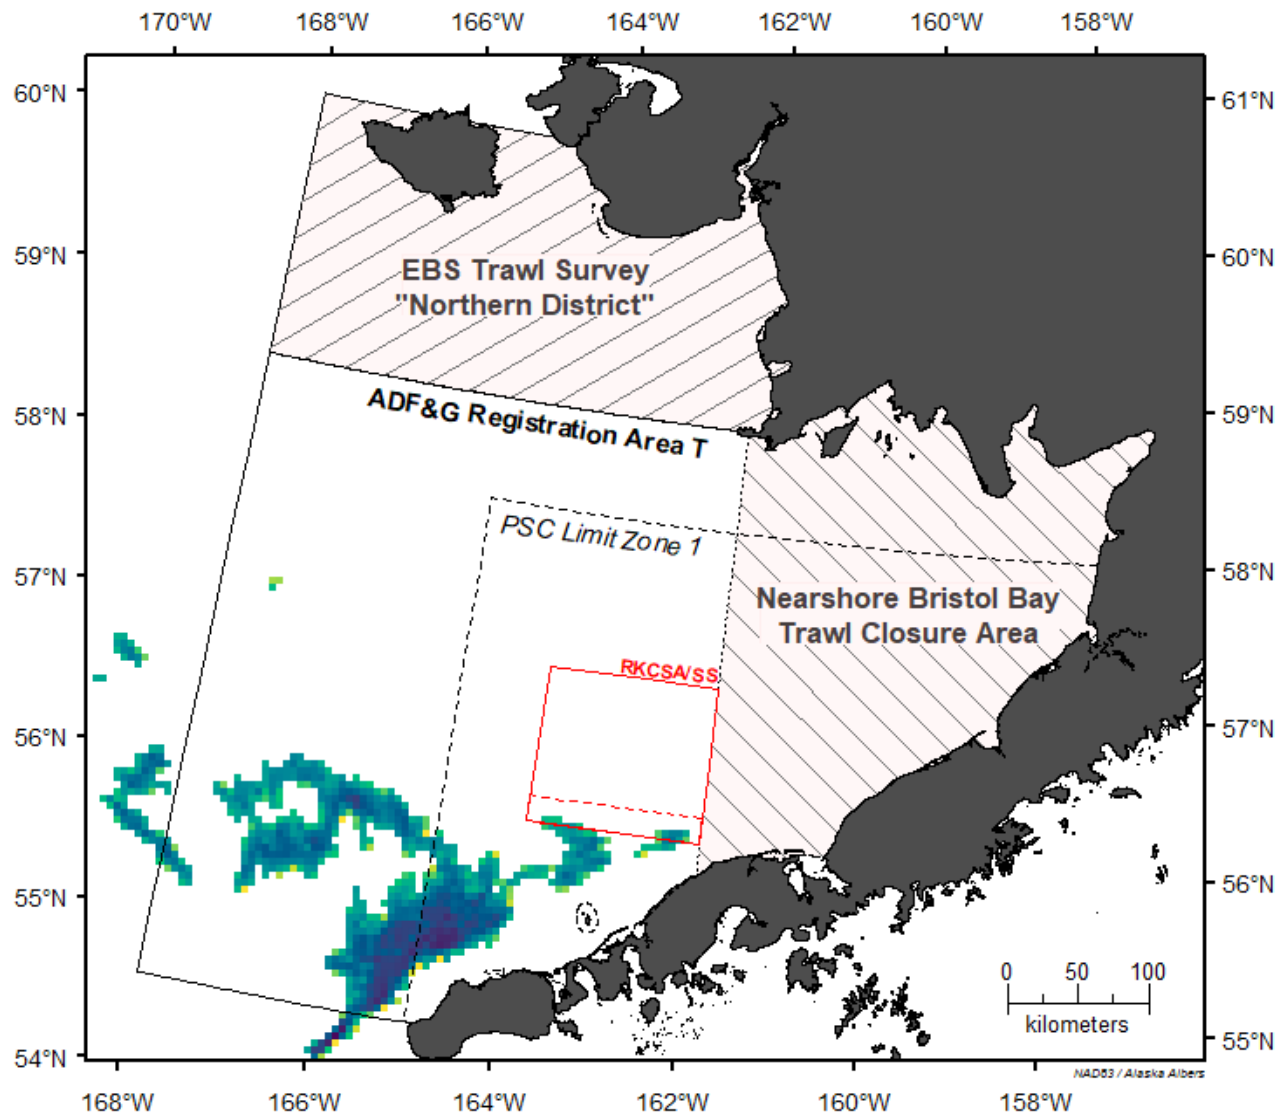 170°W 168°W 166°W 164°W 162°W 160°W 158°W
60°N
61°N
59°N
60°N
EBS Trawl Survey
"Northern District"
58°N
59°N
ADF&G Registration Area T
PSC Limit Zone 1
57°N
58°N
Nearshore Bristol Bay
Trawl Closure Area
RKCSA/SS
56°N
57°N
55°N
56°N
0 50 100
kilometers
54°N
55°N
NAD83 / Alaska Albers
168°W 166°W 164°W 162°W 160°W 158°W